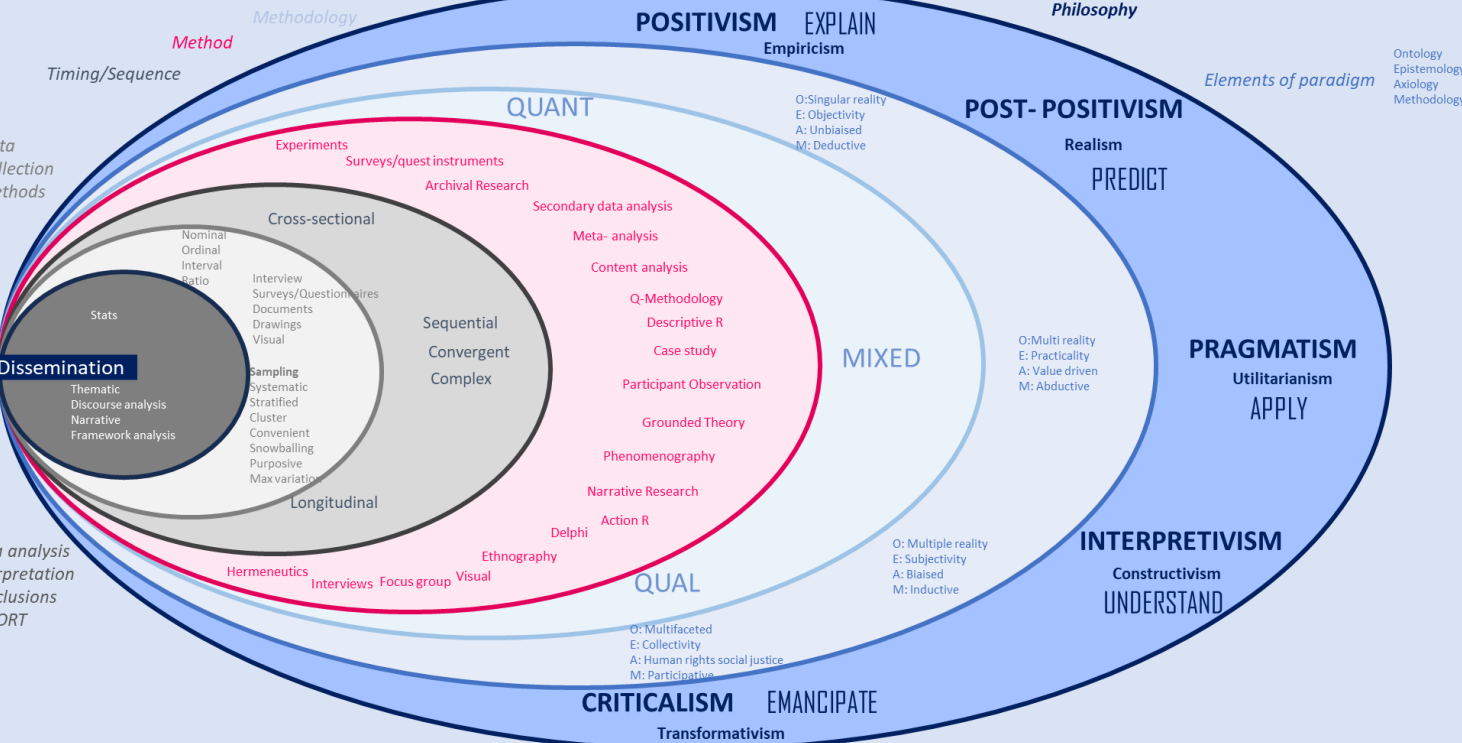 Methodology
Method
Timing/Sequence
POSITIVISM EXPLAIN
Empiricism
Philosophy
Elements of paradigm
Ontology
Epistemology
Axiology
Methodology
POST- POSITIVISM
Realism
PREDICT
O:Singular reality
E: Objectivity
A: Unbiaised
M: Deductive
QUANT
Experiments
Surveys/quest instruments
Archival Research
Secondary data analysis
Meta- analysis
Content analysis
Q-Methodology
Descriptive R
Case study
Participant Observation
Grounded Theory
Phenomenography
Narrative Research
Action R
Delphi
Ethnography
Visual
Focus group
Interviews
Hermeneutics
Cross-sectional
Sequential
Convergent
Complex
Longitudinal
Nominal
Ordinal
Interval
Ratio
Interview
Surveys/Questionnaires
Documents
Drawings
Visual
Sampling
Systematic
Stratified
Cluster
Convenient
Snowballing
Purposive
Max variation
Stats
Dissemination
Thematic
Discourse analysis
Narrative
Framework analysis
analysis
MIXED
O:Multi reality
E: Practicality
A: Value driven
M: Abductive
PRAGMATISM
Utilitarianism
APPLY
INTERPRETIVISM
Constructivism
UNDERSTAND
O: Multiple reality
E: Subjectivity
A: Biaised
M: Inductive
QUAL
O: Multifaceted
E: Collectivity
A: Human rights social justice
M: Participative
CRITICALISM EMANCIPATE
Transformativism